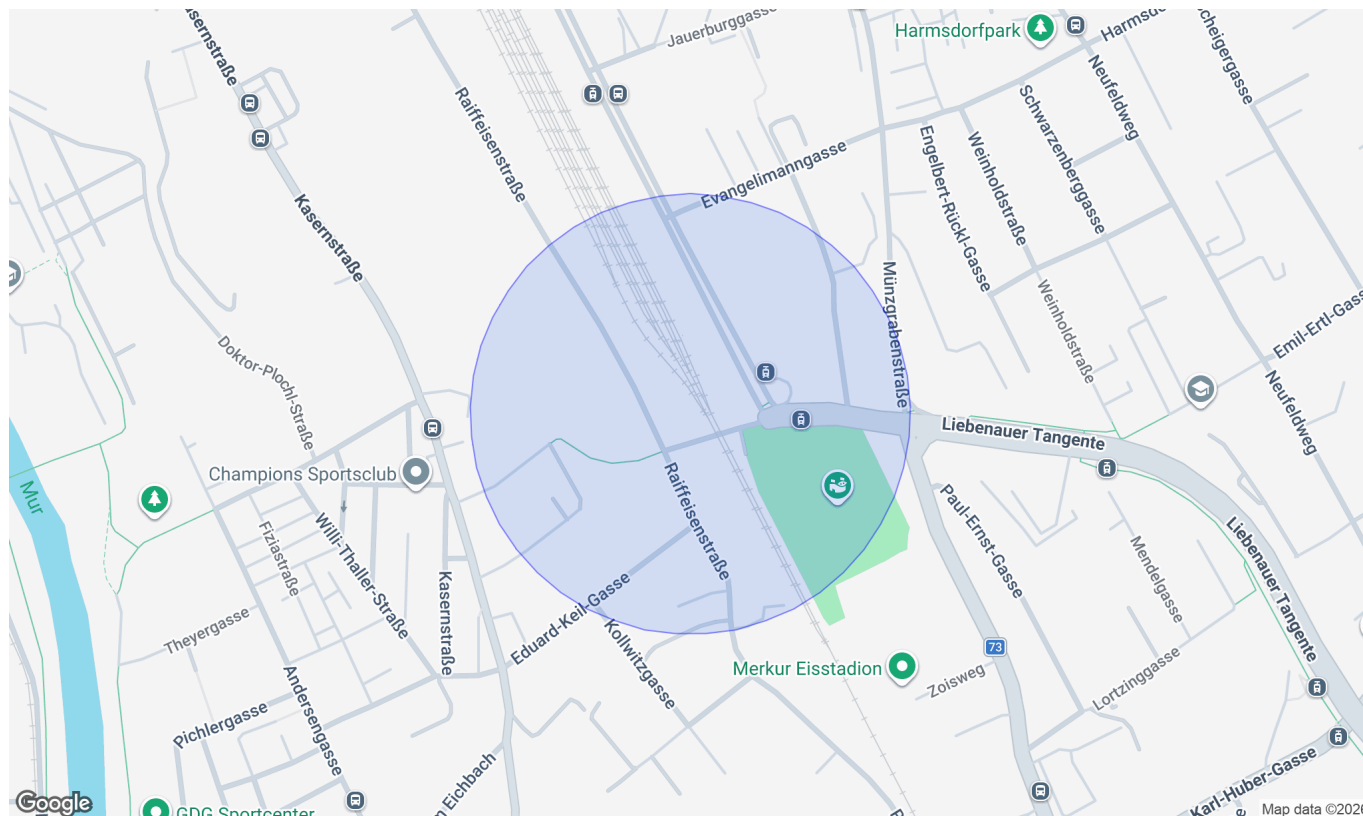 Kasernstraße
Jauerburggasse
Harmsdorfpark
Harmsdo
Scheigergasse
Raiffeisenstraße
Neufeldweg
Schwarzenberggasse
Evangelimanngasse
Engelbert-Rückl-Gasse
Weinholdstraße
Kasernstraße
Münzgrabenstraße
Weinholdstraße
Emil-Ertl-Gasse
Doktor-Plochl-Straße
Neufeldweg
Liebenauer Tangente
Champions Sportsclub
Mur
Raiffeisenstraße
Paul-Ernst-Gasse
Liebenauer Tangente
Willi-Thaller-Straße
Fiziastraße
Kasernstraße
Mendelgasse
Theyergasse
Eduard-Keil-Gasse
Kollwitzgasse
73
Merkur Eisstadion
Zoisweg
Lortzinggasse
Andersengasse
Pichlergasse
m Eichbach
Karl-Huber-Gasse
Google
GDG Sportcenter
Map data ©2026